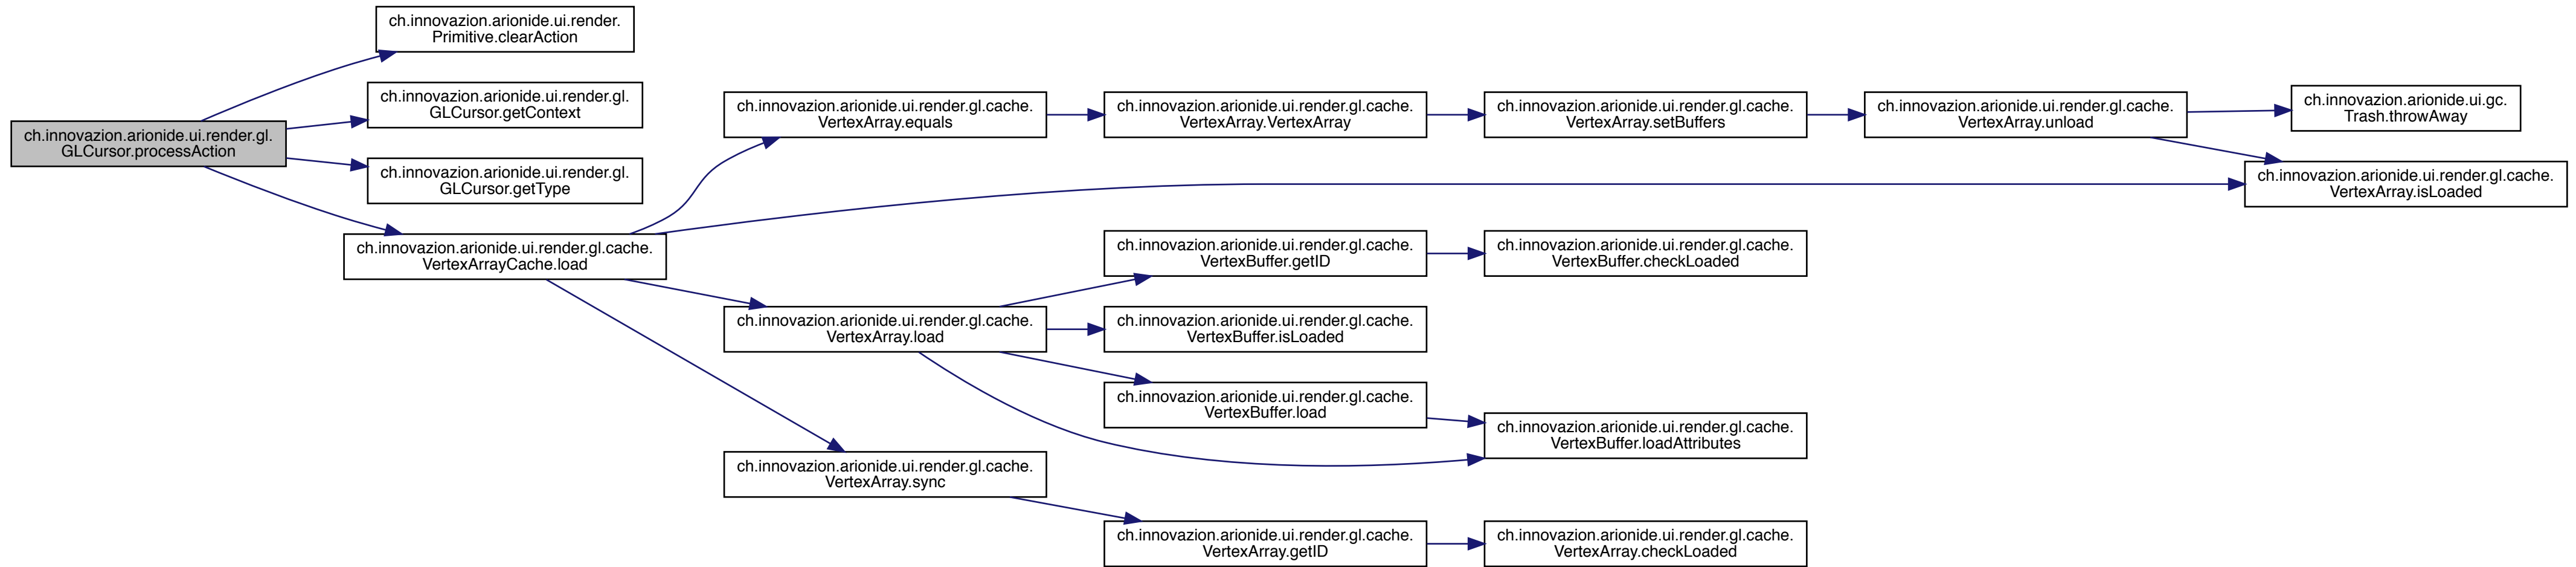 ch.innovazion.arionide.ui.render.gl.
GLCursor.processAction
ch.innovazion.arionide.ui.render.
Primitive.clearAction
ch.innovazion.arionide.ui.render.gl.
GLCursor.getContext
ch.innovazion.arionide.ui.render.gl.
GLCursor.getType
ch.innovazion.arionide.ui.render.gl.cache.
VertexArrayCache.load
ch.innovazion.arionide.ui.render.gl.cache.
VertexArray.equals
ch.innovazion.arionide.ui.render.gl.cache.
VertexArray.VertexArray
ch.innovazion.arionide.ui.render.gl.cache.
VertexArray.setBuffers
ch.innovazion.arionide.ui.render.gl.cache.
VertexArray.unload
ch.innovazion.arionide.ui.gc.
Trash.throwAway
ch.innovazion.arionide.ui.render.gl.cache.
VertexArray.isLoaded
ch.innovazion.arionide.ui.render.gl.cache.
VertexArray.load
ch.innovazion.arionide.ui.render.gl.cache.
VertexBuffer.getID
ch.innovazion.arionide.ui.render.gl.cache.
VertexBuffer.checkLoaded
ch.innovazion.arionide.ui.render.gl.cache.
VertexBuffer.isLoaded
ch.innovazion.arionide.ui.render.gl.cache.
VertexBuffer.load
ch.innovazion.arionide.ui.render.gl.cache.
VertexBuffer.loadAttributes
ch.innovazion.arionide.ui.render.gl.cache.
VertexArray.sync
ch.innovazion.arionide.ui.render.gl.cache.
VertexArray.getID
ch.innovazion.arionide.ui.render.gl.cache.
VertexArray.checkLoaded